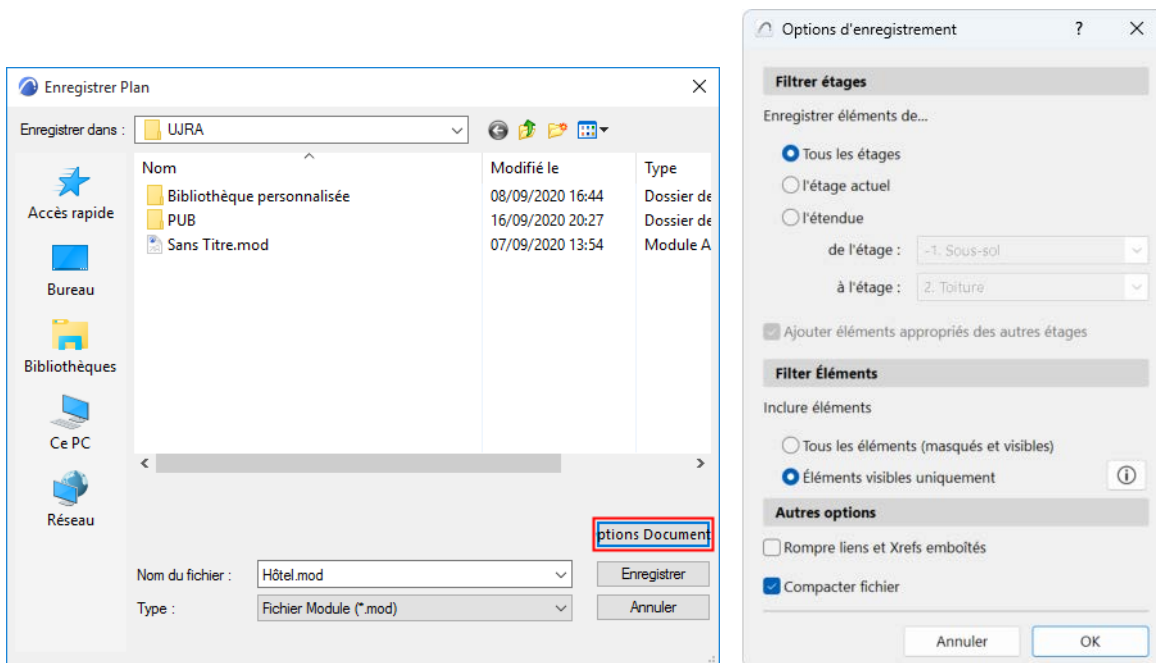 Enregistrer Plan
Enregistrer dans :
UJRA
Nom Modifié le Type
Bibliothèque personnalisée 08/09/2020 16:44 Dossier de
PUB 16/09/2020 20:27 Dossier de
Sans Titre.mod 07/09/2020 13:54 Module A
Accès rapide
Bureau
Bibliothèques
Ce PC
Réseau
ptions Document
Nom du fichier : Hôtel.mod Enregistrer
Type : Fichier Module (*.mod) Annuler
Options d'enregistrement ?
Filtrer étages
Enregistrer éléments de...
Tous les étages
l'étage actuel
l'étendue
de l'étage : -1. Sous-sol
à l'étage : 2. Toiture
Ajouter éléments appropriés des autres étages
Filter Éléments
Inclure éléments
Tous les éléments (masqués et visibles)
Éléments visibles uniquement
Autres options
Rompre liens et Xrefs emboîtés
Compacter fichier
Annuler OK